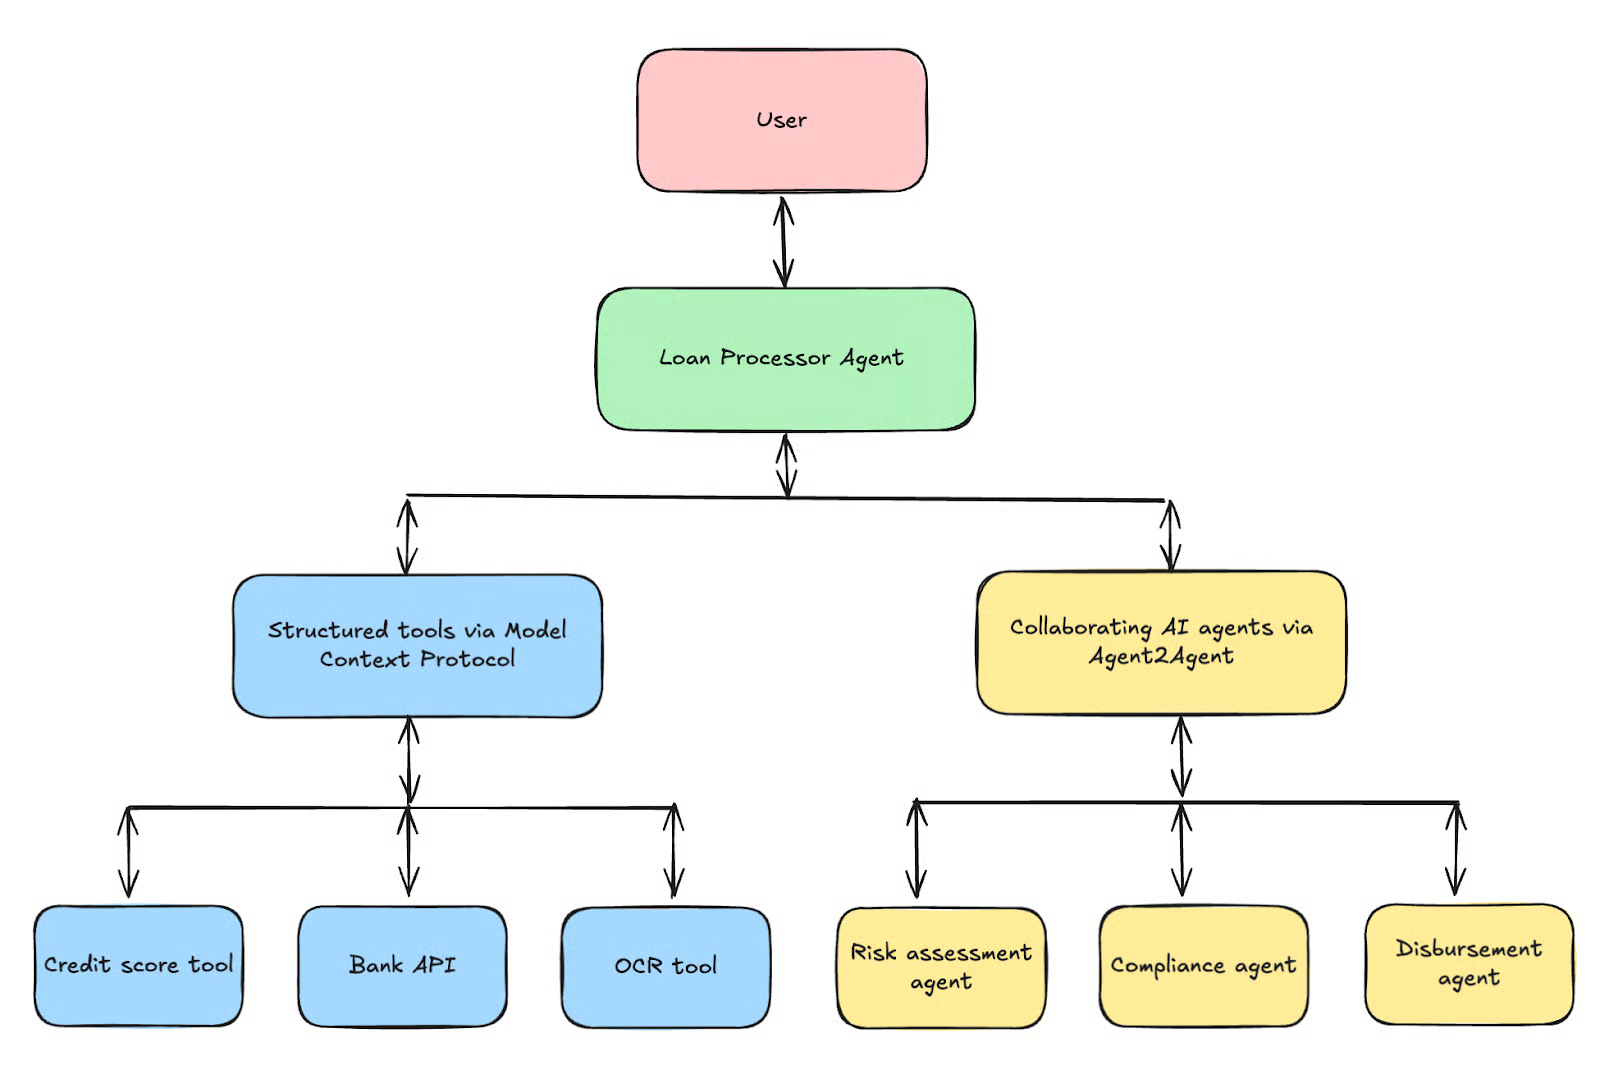 User
Loan Processor Agent
Structured tools via Model
Context Protocol
Collaborating AI agents via
Agent2Agent
Credit score tool
Bank API
OCR tool
Risk assessment
agent
Compliance agent
Disbursement
agent